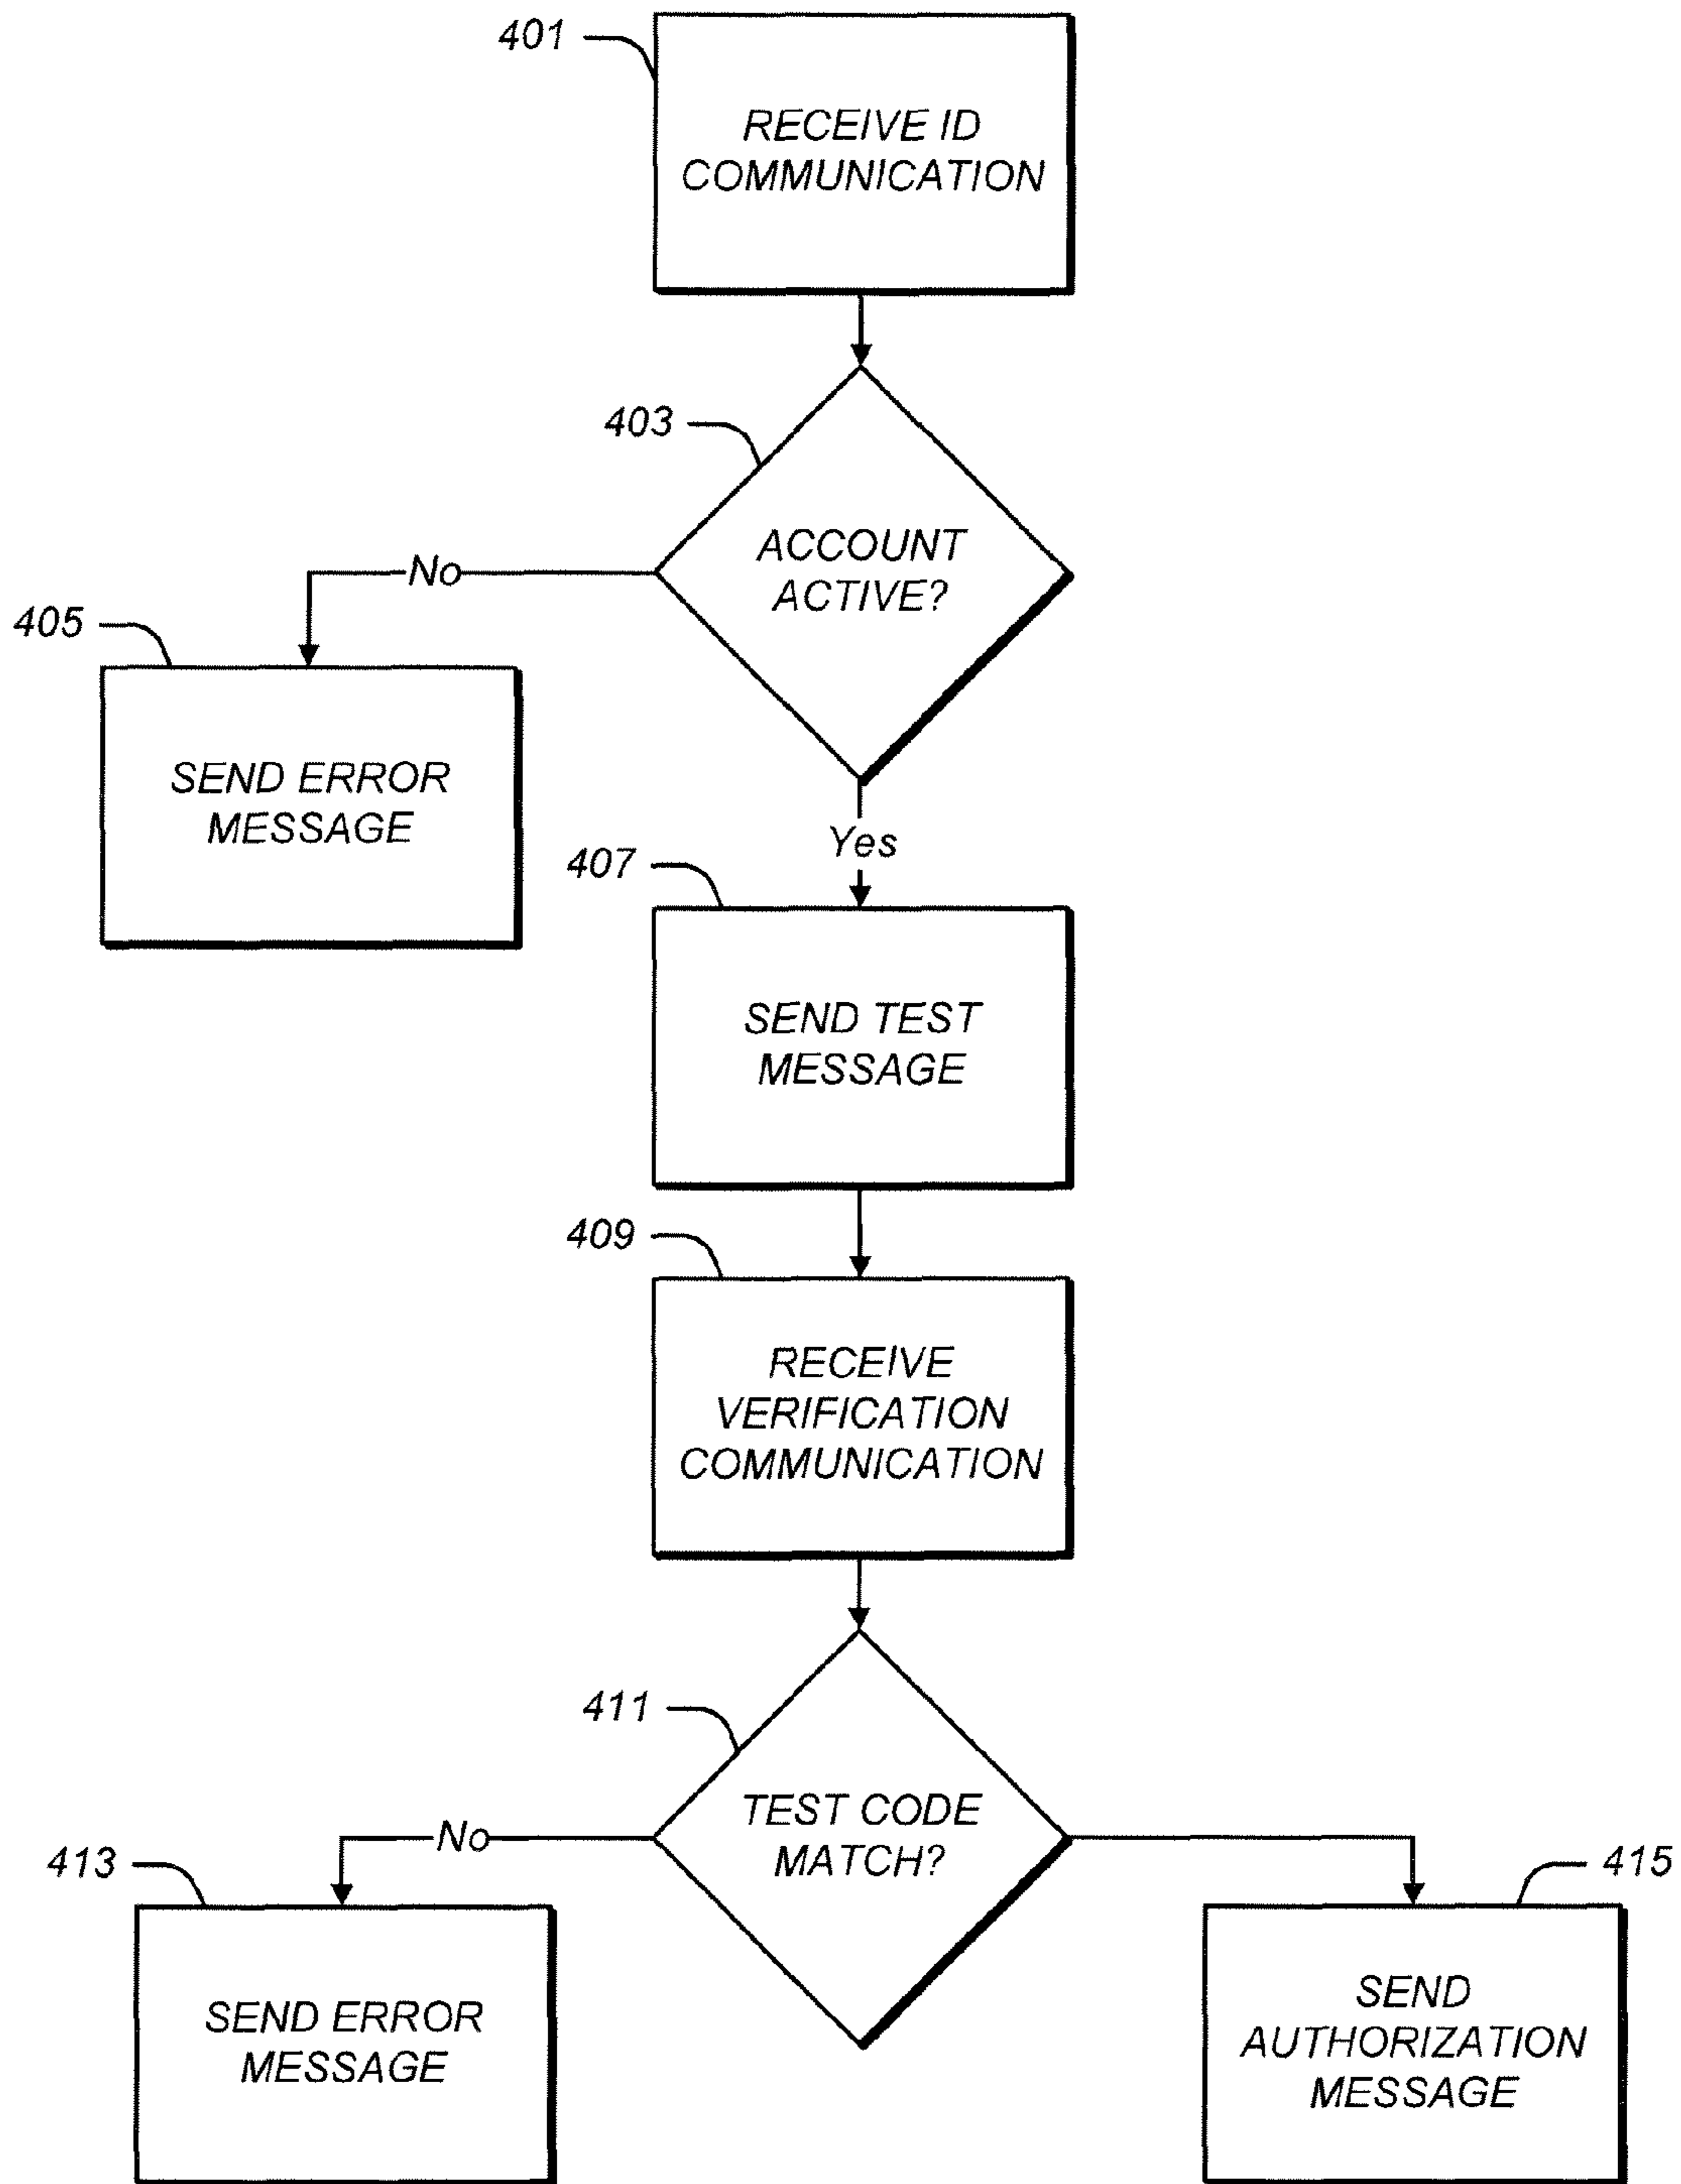 401
RECEIVE ID
COMMUNICATION
403
ACCOUNT
ACTIVE?
No
405
SEND ERROR
MESSAGE
Yes
407
SEND TEST
MESSAGE
409
RECEIVE
VERIFICATION
COMMUNICATION
411
TEST CODE
MATCH?
No
413
SEND ERROR
MESSAGE
415
SEND
AUTHORIZATION
MESSAGE